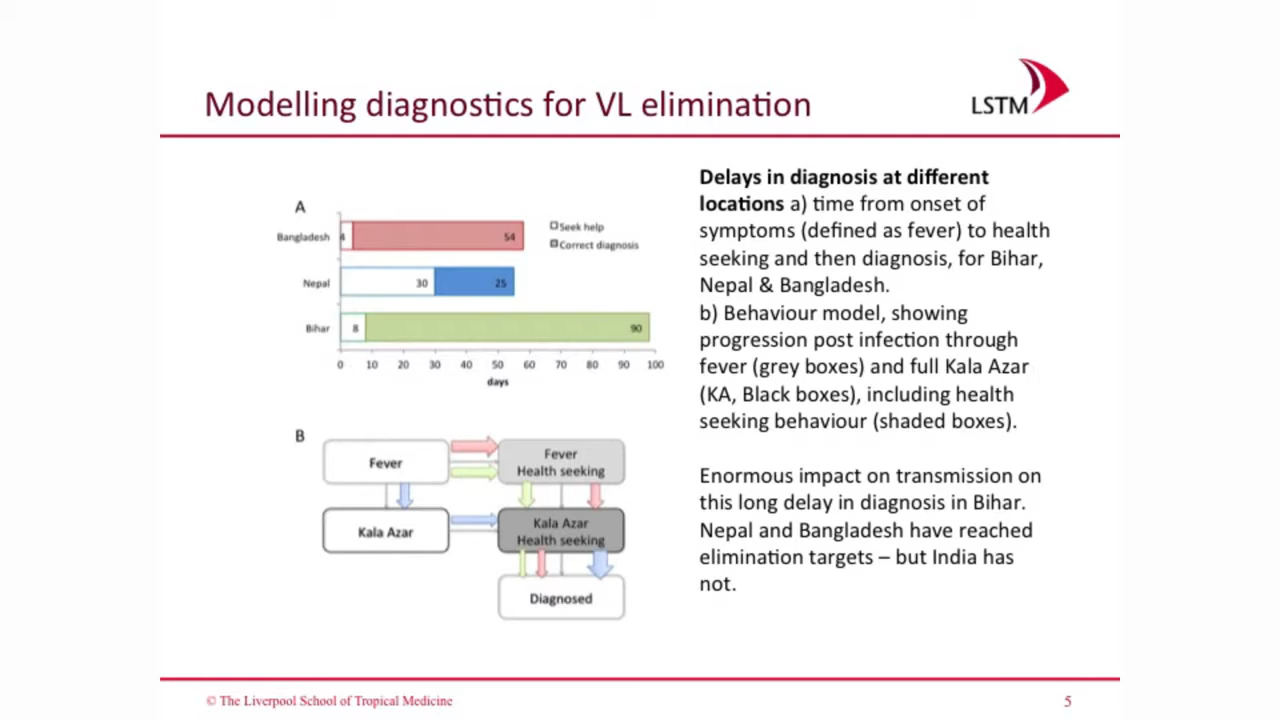 Modelling diagnostics for VL elimination
LSTM
A
Bangladesh
4
54
Seek help
Correct diagnosis
Nepal
30
25
Bihar
8
90
0 10 20 30 40 50 60 70 80 90 100
days
B
Fever
Fever
Health seeking
Kala Azar
Kala Azar
Health seeking
Diagnosed
Delays in diagnosis at different
locations a) time from onset of
symptoms (defined as fever) to health
seeking and then diagnosis, for Bihar,
Nepal & Bangladesh.
b) Behaviour model, showing
progression post infection through
fever (grey boxes) and full Kala Azar
(KA, Black boxes), including health
seeking behaviour (shaded boxes).
Enormous impact on transmission on
this long delay in diagnosis in Bihar.
Nepal and Bangladesh have reached
elimination targets – but India has
not.
© The Liverpool School of Tropical Medicine
5